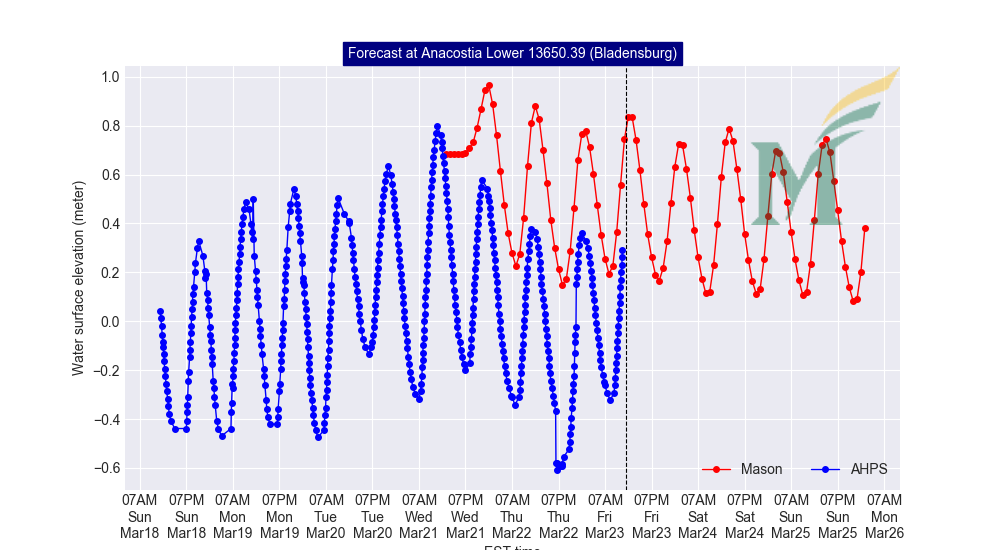 Forecast at Anacostia Lower 13650.39 (Bladensburg)
Water surface elevation (meter)
1.0
0.8
0.6
0.4
0.2
0.0
−0.2
−0.4
−0.6
Mason
AHPS
07AM 07PM 07AM 07PM 07AM 07PM 07AM 07PM 07AM 07PM 07AM 07PM 07AM 07PM 07AM 07PM 07AM
Sun Sun Mon Mon Tue Tue Wed Wed Thu Thu Fri Fri Sat Sat Sun Sun Mon
Mar18 Mar18 Mar19 Mar19 Mar20 Mar20 Mar21 Mar21 Mar22 Mar22 Mar23 Mar23 Mar24 Mar24 Mar25 Mar25 Mar26
EST time